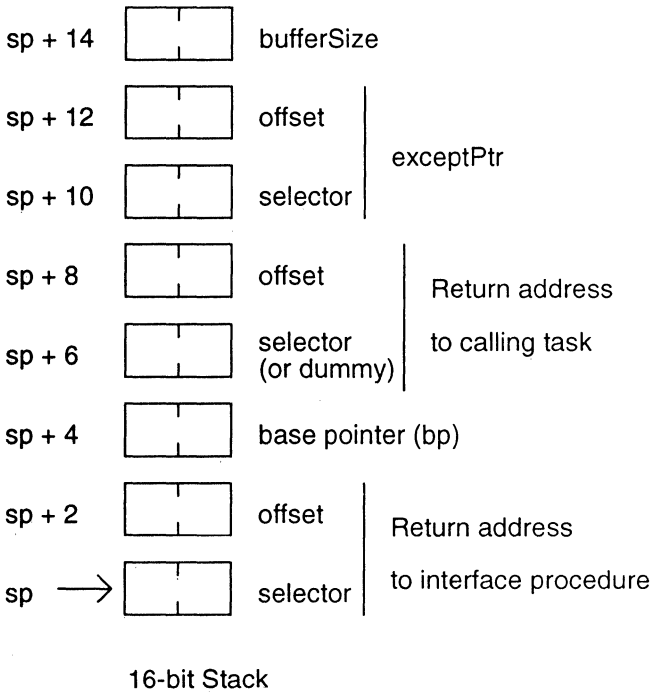 sp + 14 bufferSize
sp + 12 offset
exceptPtr
sp + 10 selector
sp + 8 offset
Return address
sp + 6 selector
(or dummy)
to calling task
sp + 4 base pointer (bp)
sp + 2 offset
Return address
to interface procedure
sp selector
16-bit Stack